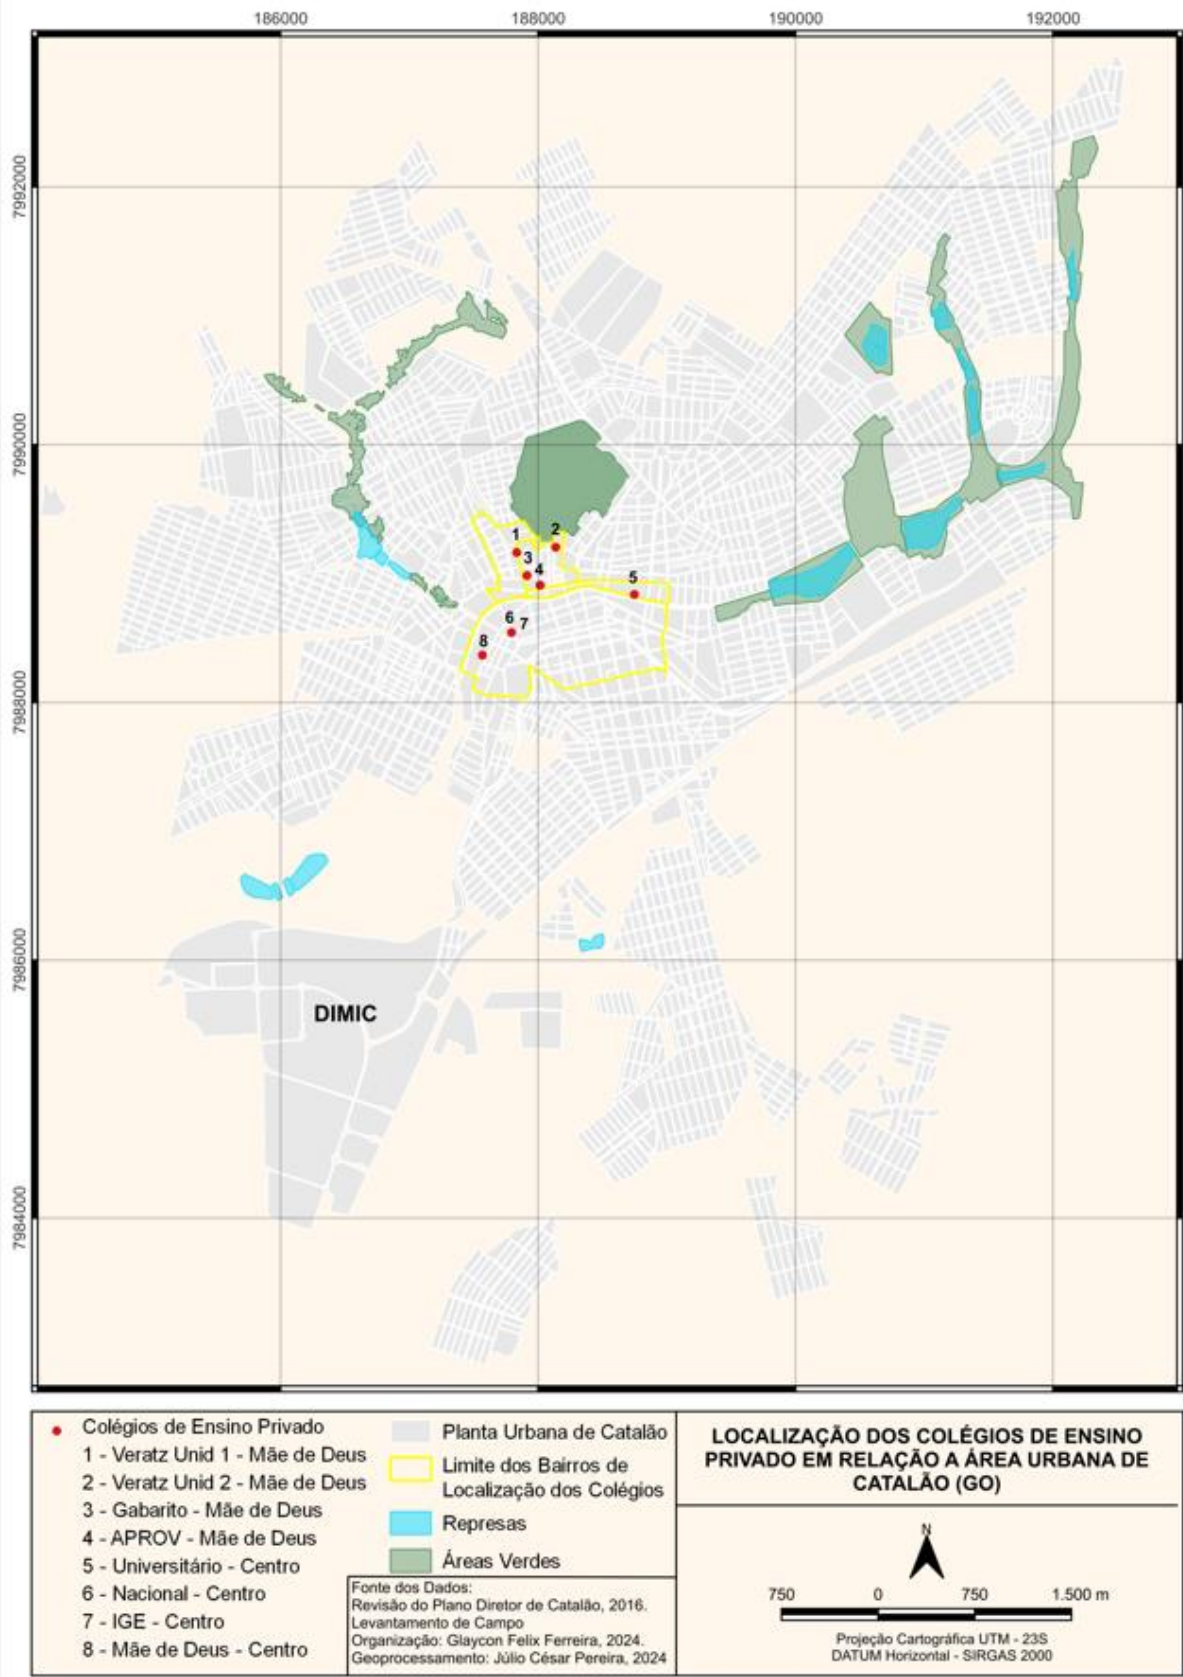 186000 188000 190000 192000
7992000
7990000
7988000
7986000
7984000
1
2
3
4
5
6
7
8
DIMIC
Colégios de Ensino Privado
1 - Veratz Unid 1 - Mãe de Deus
2 - Veratz Unid 2 - Mãe de Deus
3 - Gabarito - Mãe de Deus
4 - APROV - Mãe de Deus
5 - Universitário - Centro
6 - Nacional - Centro
7 - IGE - Centro
8 - Mãe de Deus - Centro
Planta Urbana de Catalão
Limite dos Bairros de
Localização dos Colégios
Represas
Áreas Verdes
Fonte dos Dados:
Revisão do Plano Diretor de Catalão, 2016.
Levantamento de Campo
Organização: Glaycon Felix Ferreira, 2024.
Geoprocessamento: Júlio César Pereira, 2024
LOCALIZAÇÃO DOS COLÉGIOS DE ENSINO
PRIVADO EM RELAÇÃO A ÁREA URBANA DE
CATALÃO (GO)
N
750 0 750 1.500 m
Projeção Cartográfica UTM - 23S
DATUM Horizontal - SIRGAS 2000